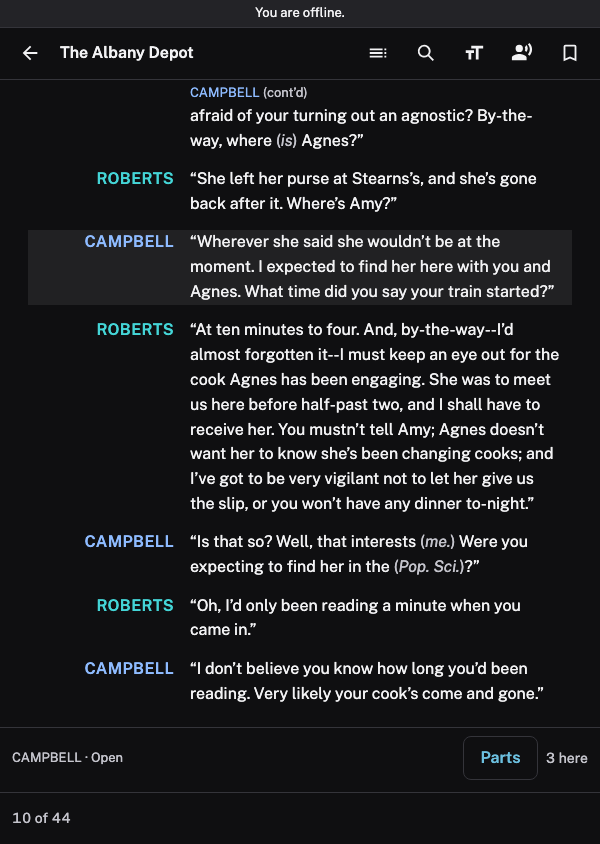 You are offline.
The Albany Depot
CAMPBELL (cont’d)
afraid of your turning out an agnostic? By-the-
way, where (is) Agnes?”
ROBERTS “She left her purse at Stearns’s, and she’s gone
back after it. Where’s Amy?”
CAMPBELL “Wherever she said she wouldn’t be at the
moment. I expected to find her here with you and
Agnes. What time did you say your train started?”
ROBERTS “At ten minutes to four. And, by-the-way--I’d
almost forgotten it--I must keep an eye out for the
cook Agnes has been engaging. She was to meet
us here before half-past two, and I shall have to
receive her. You mustn’t tell Amy; Agnes doesn’t
want her to know she’s been changing cooks; and
I’ve got to be very vigilant not to let her give us
the slip, or you won’t have any dinner to-night.”
CAMPBELL “Is that so? Well, that interests (me.) Were you
expecting to find her in the (Pop. Sci.)?”
ROBERTS “Oh, I’d only been reading a minute when you
came in.”
CAMPBELL “I don’t believe you know how long you’d been
reading. Very likely your cook’s come and gone.”
CAMPBELL · Open Parts 3 here
10 of 44